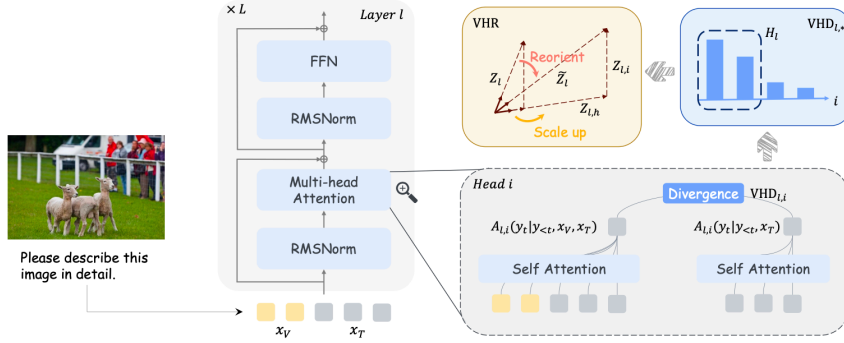 × L
Layer l
FFN
RMSNorm
Multi-head
Attention
RMSNorm
x_V
x_T
Please describe this
image in detail.
VHR
Reorient
Z_l
Z̃_l
Z_{l,i}
Z_{l,h}
Scale up
VHD_{l,*}
H_l
i
Head i
Divergence
VHD_{l,i}
A_{l,i}(y_t|y_{<t}, x_V, x_T)
A_{l,i}(y_t|y_{<t}, x_T)
Self Attention
Self Attention